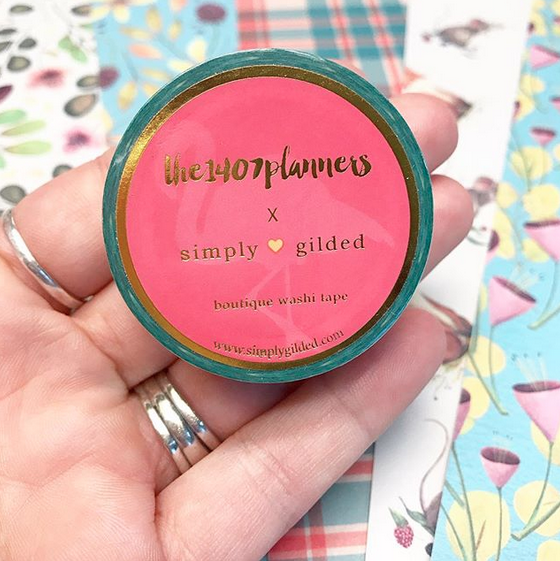 the1407planners
x
simply gilded
boutique washi tape
www.simplygilded.com